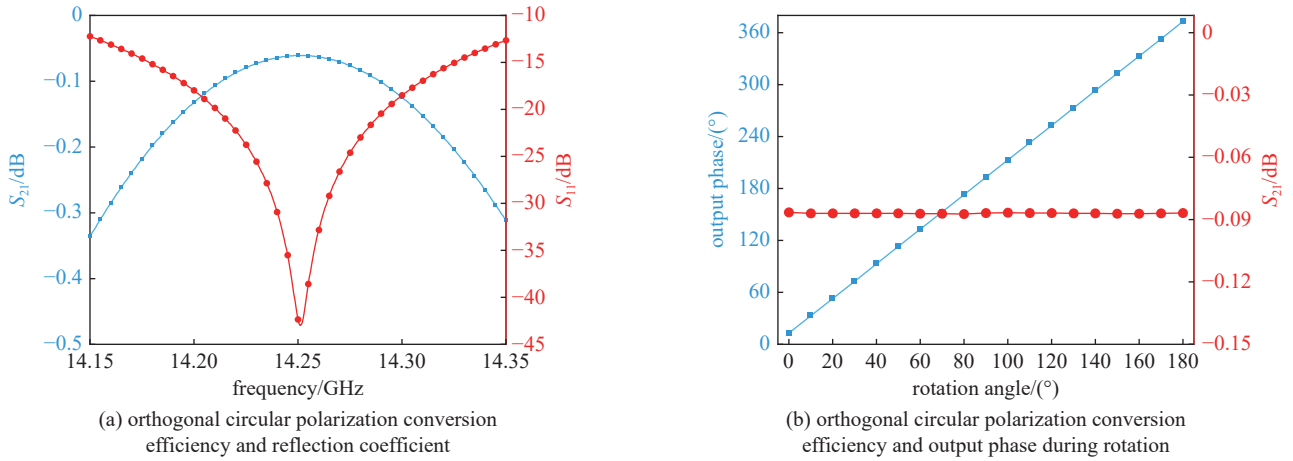 0
−0.1
−0.2
−0.3
−0.4
−0.5
S21/dB
−10
−15
−20
−25
−30
−35
−40
−45
S11/dB
14.15 14.20 14.25 14.30 14.35
frequency/GHz
(a) orthogonal circular polarization conversion
efficiency and reflection coefficient
360
300
240
180
120
60
0
output phase/(°)
0
−0.03
−0.06
−0.09
−0.12
−0.15
S21/dB
0 20 40 60 80 100 120 140 160 180
rotation angle/(°)
(b) orthogonal circular polarization conversion
efficiency and output phase during rotation